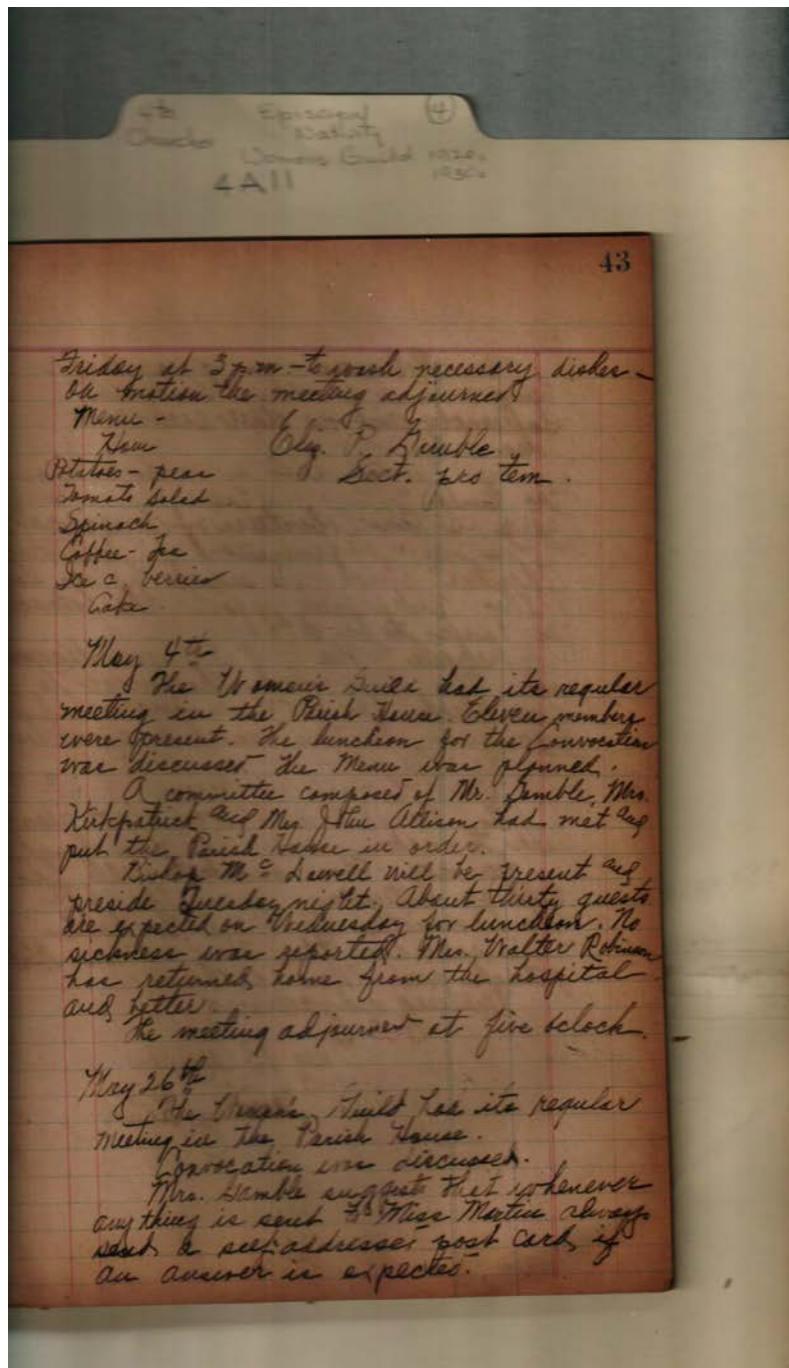 Episcopal ④
Church Nativity
Womens Guild 1920s
1930s
4A11
43
Friday at 3 p.m - to wash necessary dishes -
On motion the meeting adjourned
Menu -
Ham Eliz. P. Gamble
Potatoes - peas Sect. pro tem.
Tomato salad
Spinach
Coffee - Tea
Ice c. berries
Cake
May 4th
The Women's Guild had its regular
meeting in the Parish House. Eleven members
were present. The luncheon for the Convocation
was discussed. The Menu was planned.
A committee composed of Mr. Gamble, Mrs.
Kirkpatrick and Mrs John Allison had met and
put the Parish House in order.
Bishop Mc Dowell will be present and
preside Tuesday night. About thirty guests
are expected on Wednesday for luncheon. No
sickness was reported. Mrs. Walter Robinson
has returned home from the hospital
and better.
The meeting adjourned at five oclock.
May 26th
The Woman's Guild had its regular
meeting in the Parish House.
Convocation was discussed.
Mrs. Gamble suggests that whenever
anything is sent to Miss Martin always
send a self addressed post card, if
an answer is expected.